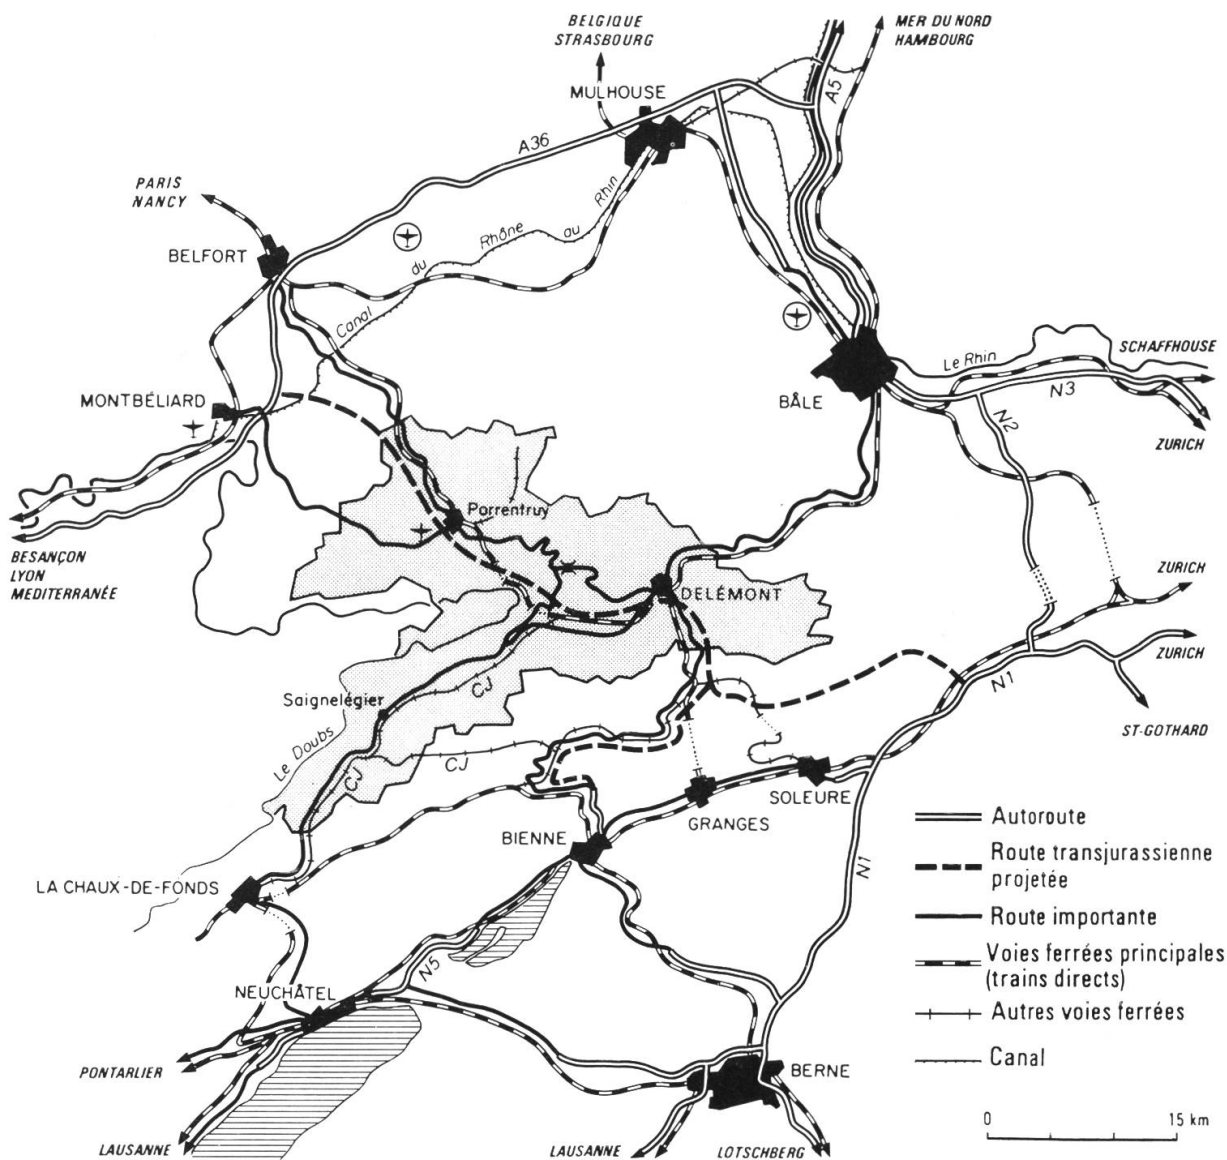 BELGIQUE
STRASBOURG
MER DU NORD
HAMBOURG
MULHOUSE
A5
A36
PARIS
NANCY
BELFORT
Canal du Rhône au Rhin
MONTBÉLIARD
BÂLE
Le Rhin
SCHAFFHOUSE
N3
N2
ZURICH
BESANÇON
LYON
MEDITERRANÉE
Porrentruy
DELÉMONT
ZURICH
ZURICH
N1
ST-GOTHARD
Saignelégier
CJ
Le Doubs
CJ
CJ
SOLEURE
GRANGES
BIENNE
N1
LA CHAUX-DE-FONDS
N5
NEUCHÂTEL
PONTARLIER
BERNE
LAUSANNE
LAUSANNE
LOTSCHBERG
Autoroute
Route transjurassienne
projetée
Route importante
Voies ferrées principales
(trains directs)
Autres voies ferrées
Canal
0 15 km